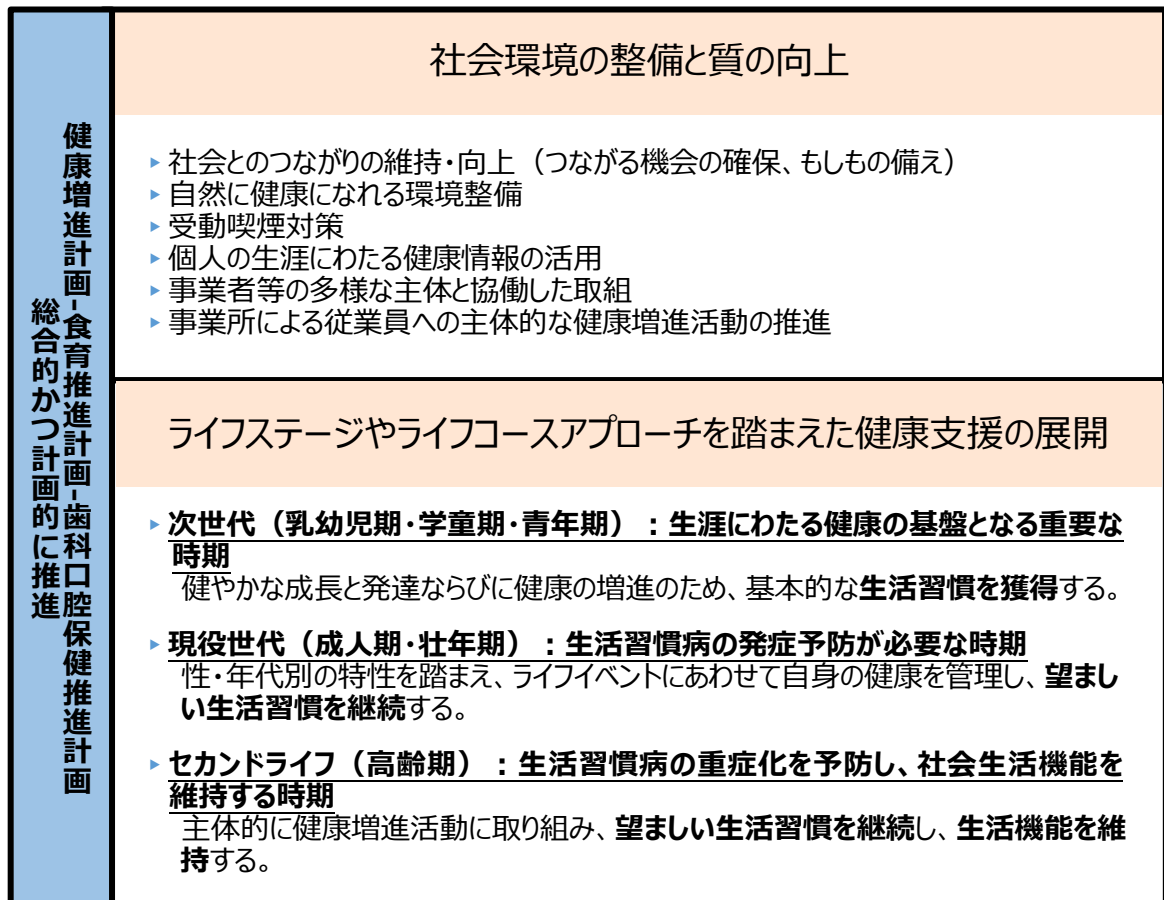 健康増進計画-食育推進計画-歯科口腔保健推進計画
総合的かつ計画的に推進
社会環境の整備と質の向上
▸社会とのつながりの維持・向上（つながる機会の確保、もしもの備え）
▸自然に健康になれる環境整備
▸受動喫煙対策
▸個人の生涯にわたる健康情報の活用
▸事業者等の多様な主体と協働した取組
▸事業所による従業員への主体的な健康増進活動の推進
ライフステージやライフコースアプローチを踏まえた健康支援の展開
▸次世代（乳幼児期・学童期・青年期）：生涯にわたる健康の基盤となる重要な
時期
健やかな成長と発達ならびに健康の増進のため、基本的な生活習慣を獲得する。
▸現役世代（成人期・壮年期）：生活習慣病の発症予防が必要な時期
性・年代別の特性を踏まえ、ライフイベントにあわせて自身の健康を管理し、望まし
い生活習慣を継続する。
▸セカンドライフ（高齢期）：生活習慣病の重症化を予防し、社会生活機能を
維持する時期
主体的に健康増進活動に取り組み、望ましい生活習慣を継続し、生活機能を維
持する。